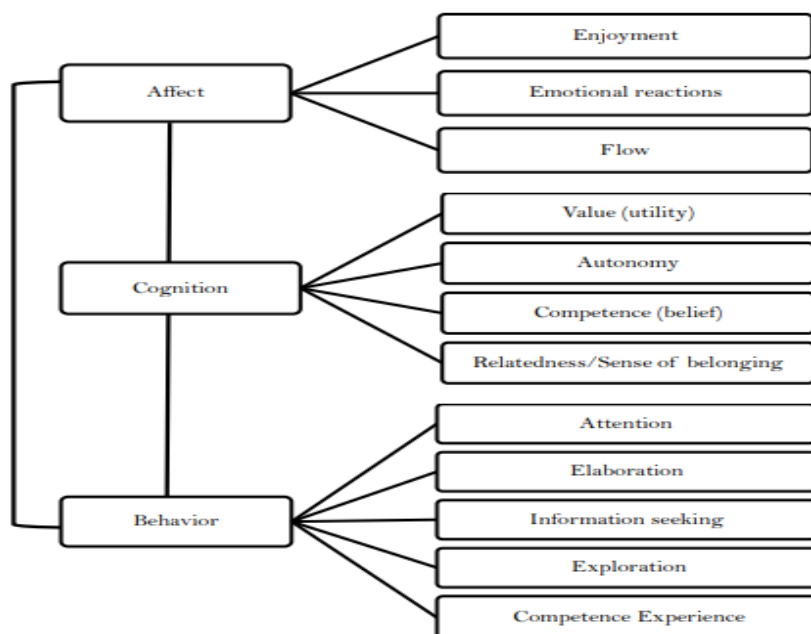 Enjoyment
Affect
Emotional reactions
Flow
Value (utility)
Autonomy
Cognition
Competence (belief)
Relatedness/Sense of belonging
Attention
Elaboration
Behavior
Information seeking
Exploration
Competence Experience